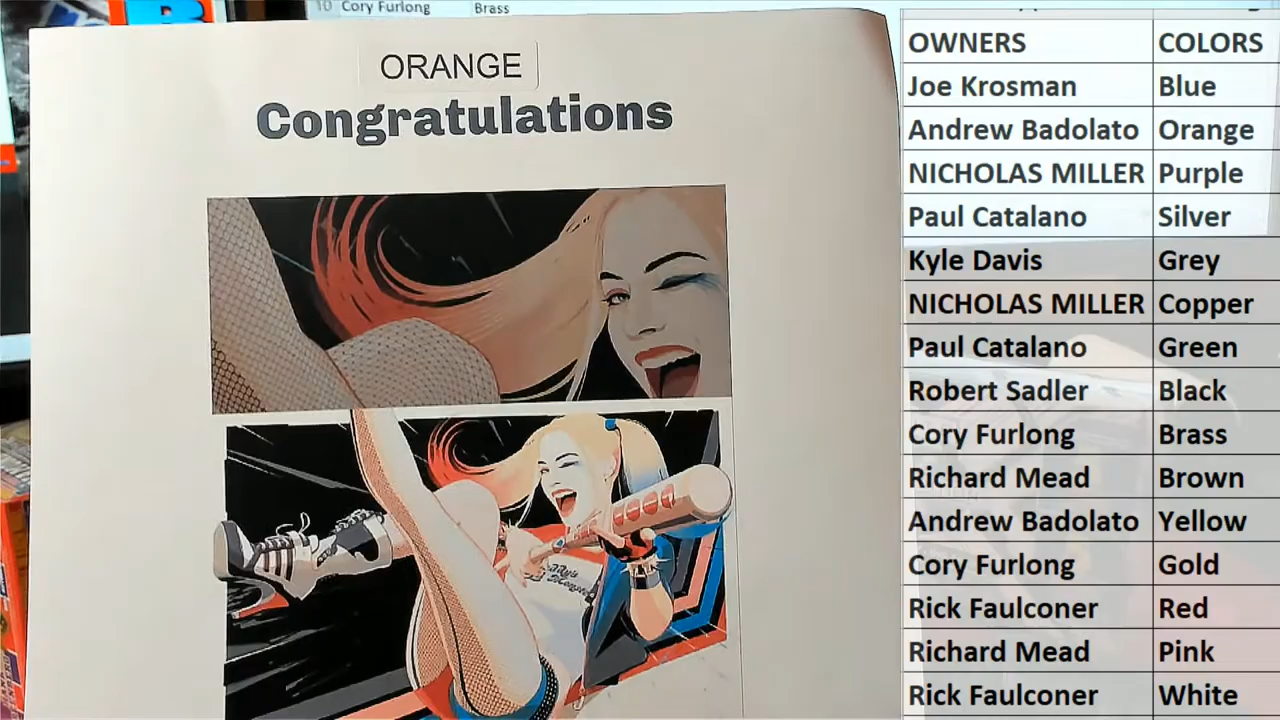 10 Cory Furlong Brass
ORANGE
Congratulations
OWNERS COLORS
Joe Krosman Blue
Andrew Badolato Orange
NICHOLAS MILLER Purple
Paul Catalano Silver
Kyle Davis Grey
NICHOLAS MILLER Copper
Paul Catalano Green
Robert Sadler Black
Cory Furlong Brass
Richard Mead Brown
Andrew Badolato Yellow
Cory Furlong Gold
Rick Faulconer Red
Richard Mead Pink
Rick Faulconer White